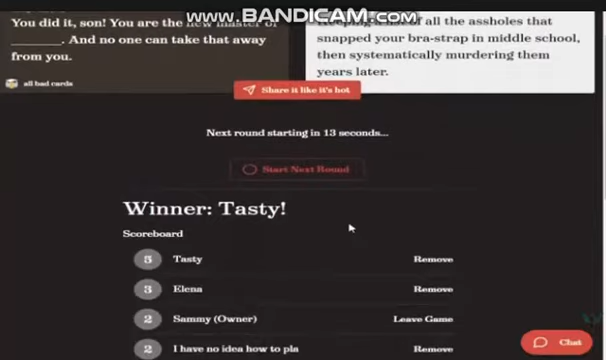 www.BANDICAM.com
You did it, son! You are the new master of
________. And no one can take that away
from you.
all bad cards
of all the assholes that
snapped your bra-strap in middle school,
then systematically murdering them
years later.
Share it like it's hot
Next round starting in 13 seconds...
Start Next Round
Winner: Tasty!
Scoreboard
5 Tasty Remove
3 Elena Remove
2 Sammy (Owner) Leave Game
2 I have no idea how to pla Remove
Chat